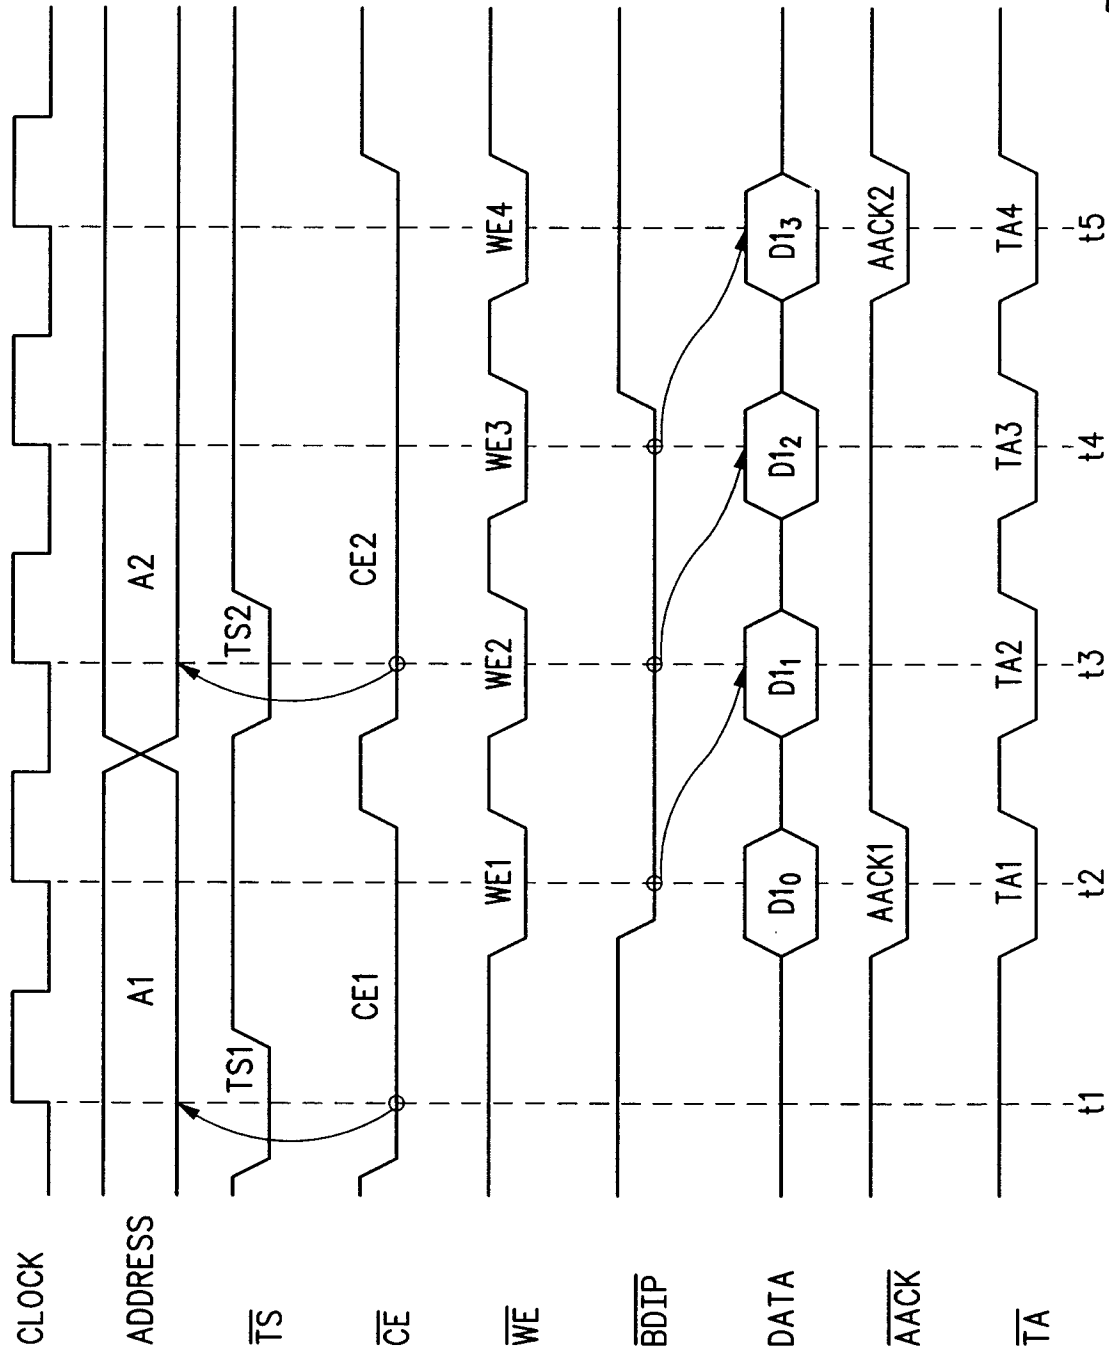 CLOCK
ADDRESS A1 A2
TS TS1 TS2
CE CE1 CE2
WE WE1 WE2 WE3 WE4
BDIP
DATA D1₀ D1₁ D1₂ D1₃
AACK AACK1 AACK2
TA TA1 TA2 TA3 TA4
t1 t2 t3 t4 t5